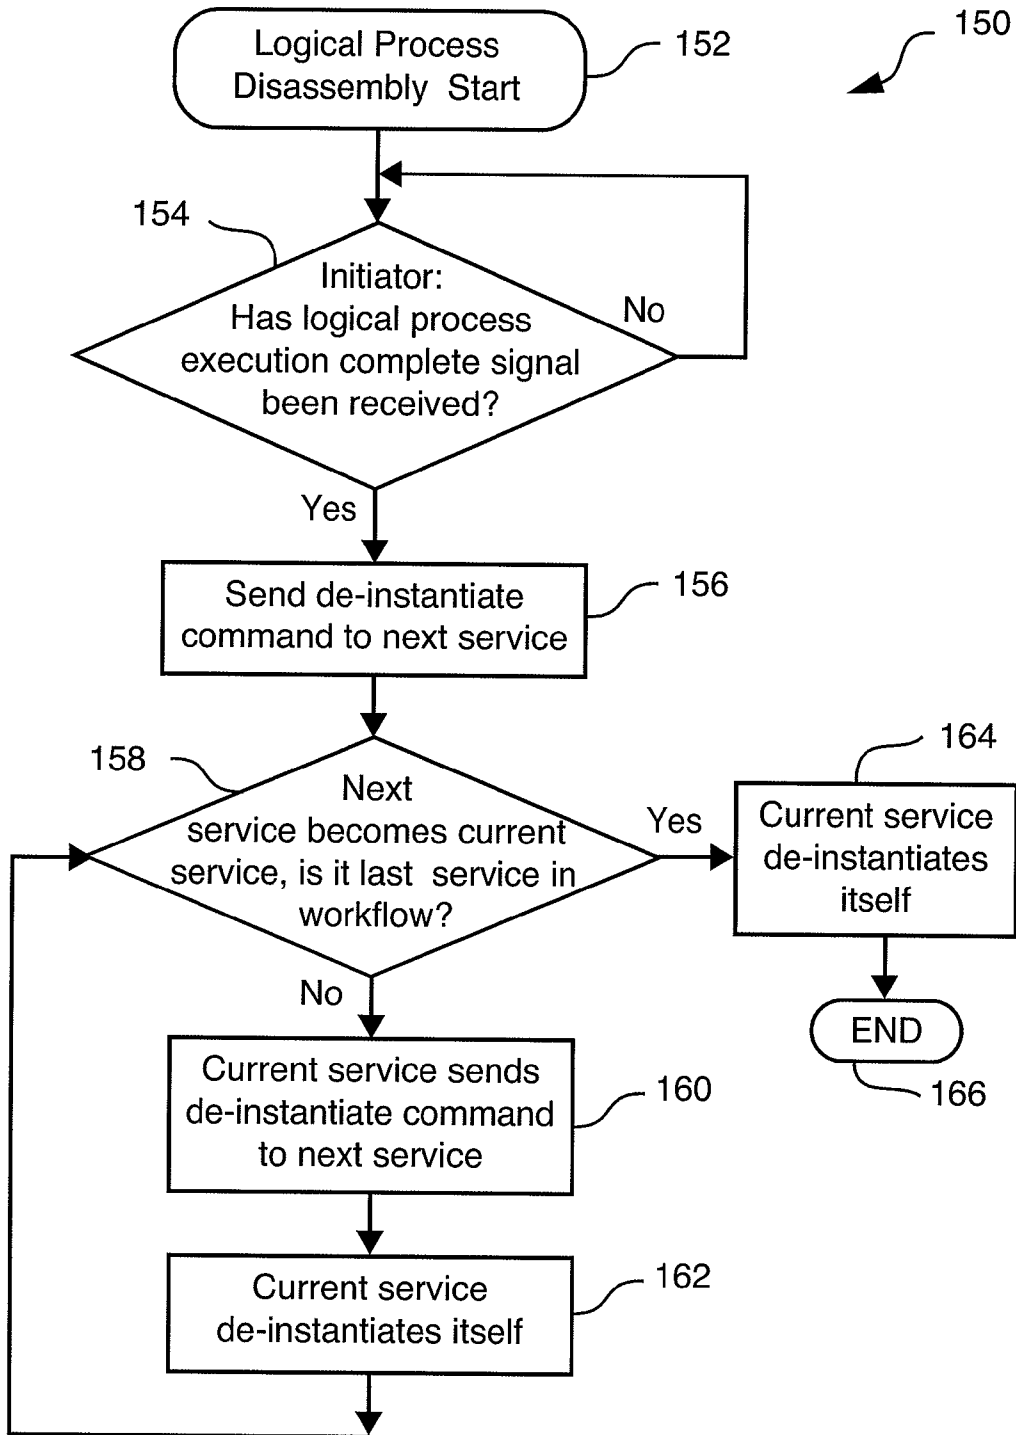 Logical Process
Disassembly Start
152
150
154
Initiator:
Has logical process
execution complete signal
been received?
No
Yes
Send de-instantiate
command to next service
156
158
Next
service becomes current
service, is it last service in
workflow?
Yes
164
Current service
de-instantiates
itself
No
END
166
Current service sends
de-instantiate command
to next service
160
Current service
de-instantiates itself
162